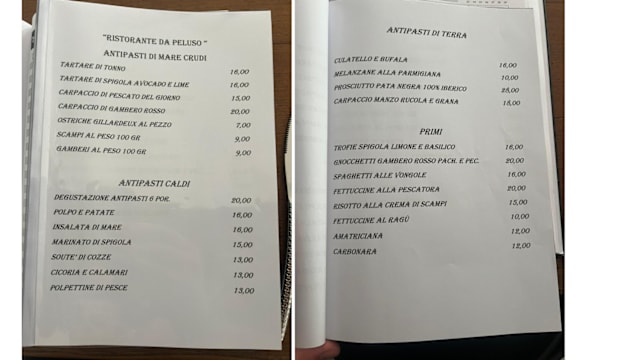 "RISTORANTE DA PELUSO "
ANTIPASTI DI MARE CRUDI
TARTARE DI TONNO 16,00
TARTARE DI SPIGOLA AVOCADO E LIME 16,00
CARPACCIO DI PESCATO DEL GIORNO 15,00
CARPACCIO DI GAMBERO ROSSO 20,00
OSTRICHE GILLARDEUX AL PEZZO 7,00
SCAMPI AL PESO 100 GR 9,00
GAMBERI AL PESO 100 GR 9,00
ANTIPASTI CALDI
DEGUSTAZIONE ANTIPASTI 6 POR. 20,00
POLPO E PATATE 16,00
INSALATA DI MARE 16,00
MARINATO DI SPIGOLA 15,00
SOUTE' DI COZZE 13,00
CICORIA E CALAMARI 13,00
POLPETTINE DI PESCE 13,00
ANTIPASTI DI TERRA
CULATELLO E BUFALA 16,00
MELANZANE ALLA PARMIGIANA 10,00
PROSCIUTTO PATA NEGRA 100% IBERICO 25,00
CARPACCIO MANZO RUCOLA E GRANA 15,00
PRIMI
TROFIE SPIGOLA LIMONE E BASILICO 16,00
GNOCCHETTI GAMBERO ROSSO PACH. E PEC. 20,00
SPAGHETTI ALLE VONGOLE 16,00
FETTUCCINE ALLA PESCATORA 20,00
RISOTTO ALLA CREMA DI SCAMPI 15,00
FETTUCCINE AL RAGÙ 10,00
AMATRICIANA 12,00
CARBONARA 12,00